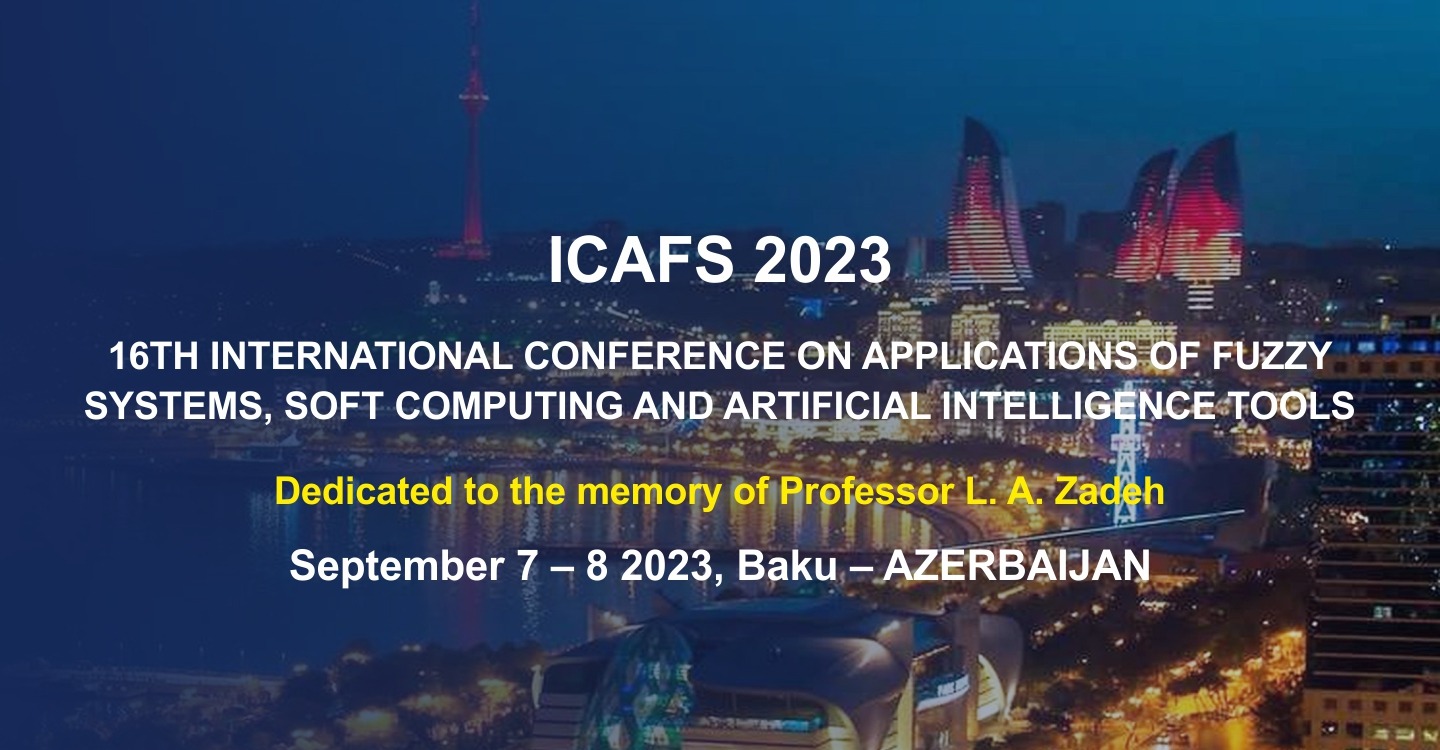 ICAFS 2023
16TH INTERNATIONAL CONFERENCE ON APPLICATIONS OF FUZZY
SYSTEMS, SOFT COMPUTING AND ARTIFICIAL INTELLIGENCE TOOLS
Dedicated to the memory of Professor L. A. Zadeh
September 7 – 8 2023, Baku – AZERBAIJAN